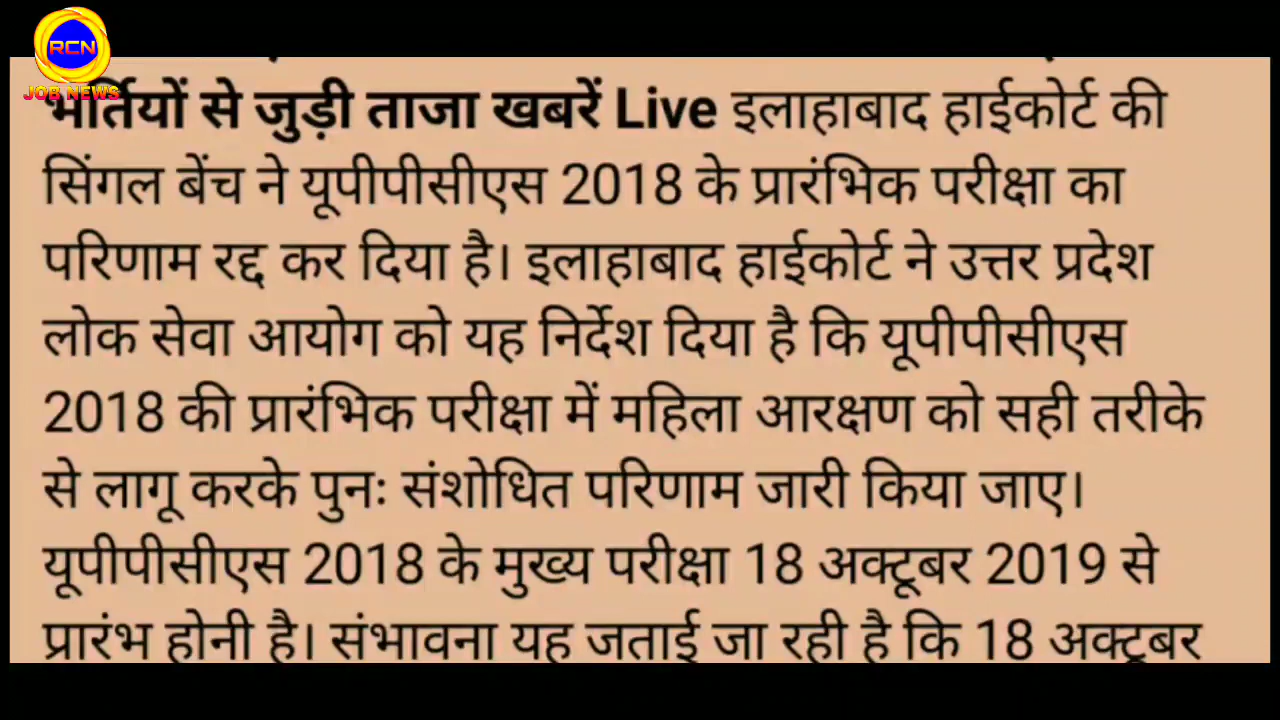 RCN
JOB NEWS
भर्तियों से जुड़ी ताजा खबरें Live इलाहाबाद हाईकोर्ट की
सिंगल बेंच ने यूपीपीसीएस 2018 के प्रारंभिक परीक्षा का
परिणाम रद्द कर दिया है। इलाहाबाद हाईकोर्ट ने उत्तर प्रदेश
लोक सेवा आयोग को यह निर्देश दिया है कि यूपीपीसीएस
2018 की प्रारंभिक परीक्षा में महिला आरक्षण को सही तरीके
से लागू करके पुनः संशोधित परिणाम जारी किया जाए।
यूपीपीसीएस 2018 के मुख्य परीक्षा 18 अक्टूबर 2019 से
प्रारंभ होनी है। संभावना यह जताई जा रही है कि 18 अक्टूबर